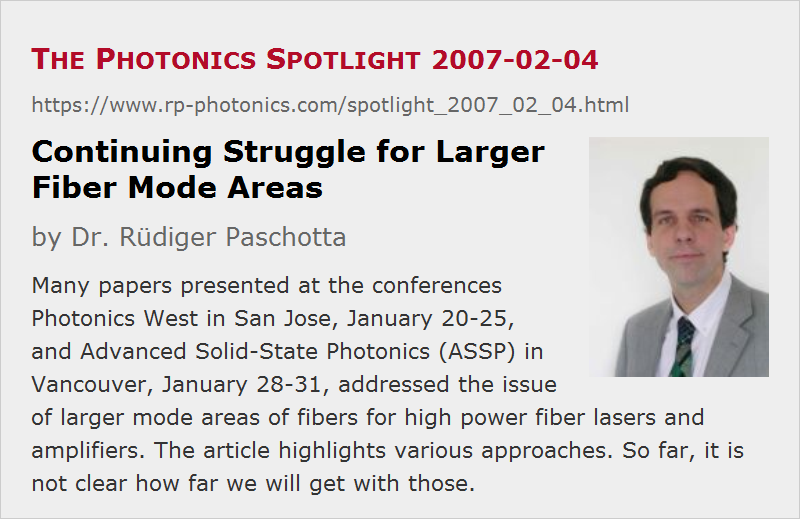 The Photonics Spotlight 2007-02-04
https://www.rp-photonics.com/spotlight_2007_02_04.html
Continuing Struggle for Larger
Fiber Mode Areas
by Dr. Rüdiger Paschotta
Many papers presented at the conferences
Photonics West in San Jose, January 20-25,
and Advanced Solid-State Photonics (ASSP) in
Vancouver, January 28-31, addressed the issue
of larger mode areas of fibers for high power fiber lasers and
amplifiers. The article highlights various approaches. So far, it is
not clear how far we will get with those.